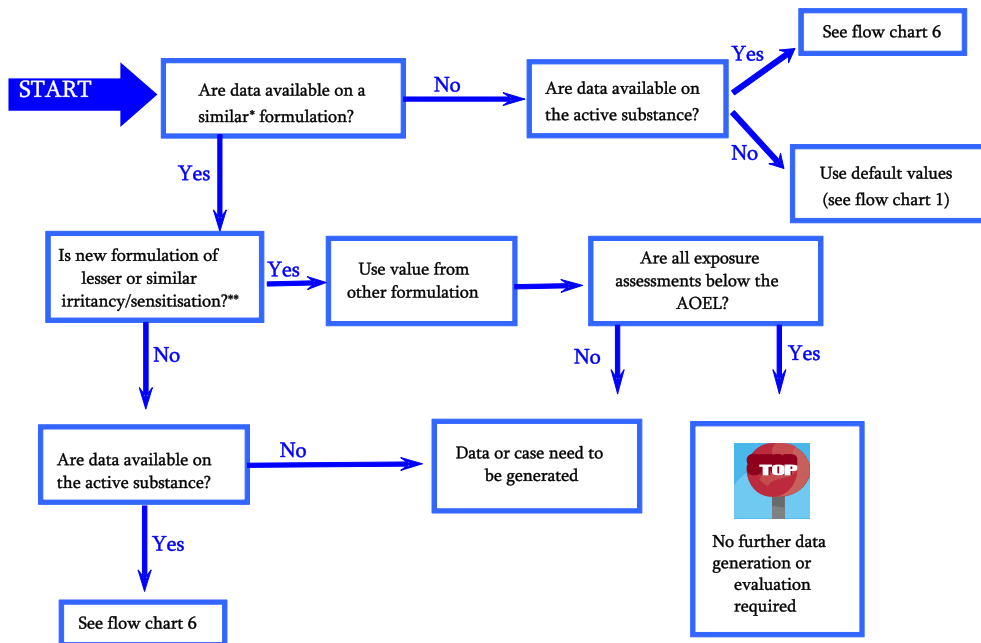 See flow chart 6
Yes
START
Are data available on a
similar* formulation?
No
Are data available on
the active substance?
No
Use default values
(see flow chart 1)
Yes
Is new formulation of
lesser or similar
irritancy/sensitisation?**
Yes
Use value from
other formulation
Are all exposure
assessments below the
AOEL?
No
No
Yes
Are data available on
the active substance?
No
Data or case need to
be generated
TOP
No further data
generation or
evaluation
required
Yes
See flow chart 6